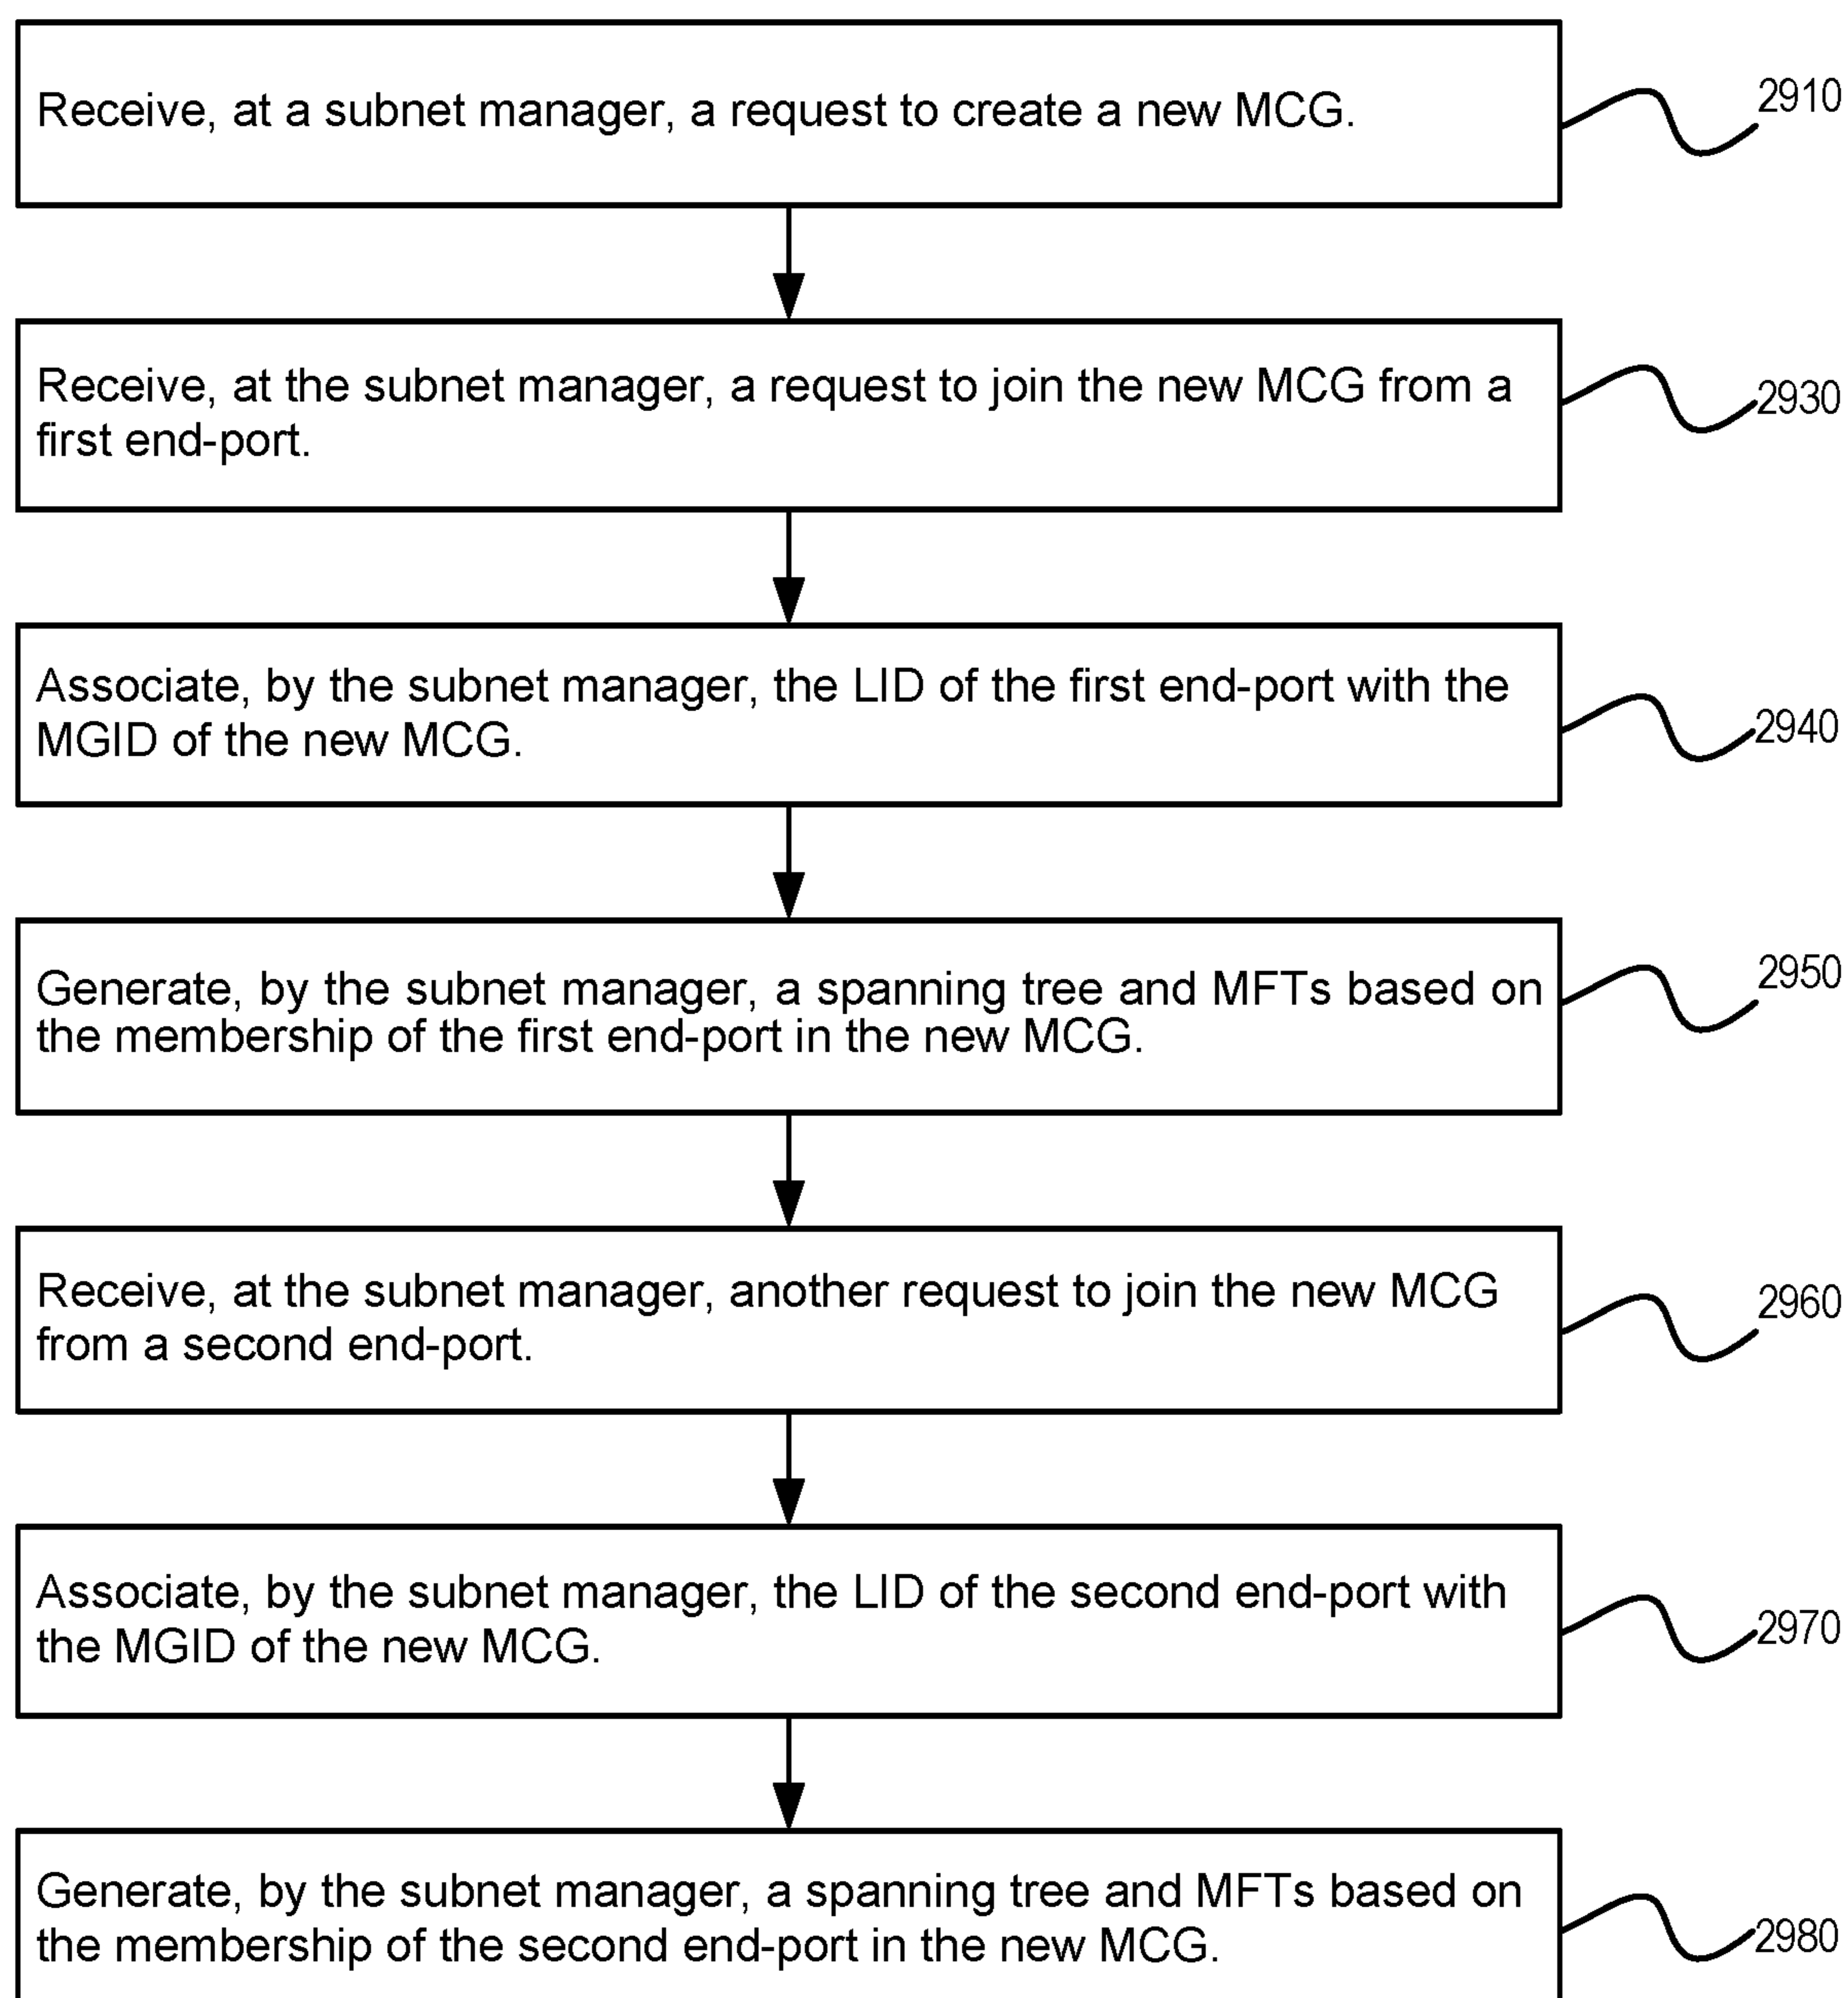 Receive, at a subnet manager, a request to create a new MCG.
2910
Receive, at the subnet manager, a request to join the new MCG from a
first end-port.
2930
Associate, by the subnet manager, the LID of the first end-port with the
MGID of the new MCG.
2940
Generate, by the subnet manager, a spanning tree and MFTs based on
the membership of the first end-port in the new MCG.
2950
Receive, at the subnet manager, another request to join the new MCG
from a second end-port.
2960
Associate, by the subnet manager, the LID of the second end-port with
the MGID of the new MCG.
2970
Generate, by the subnet manager, a spanning tree and MFTs based on
the membership of the second end-port in the new MCG.
2980